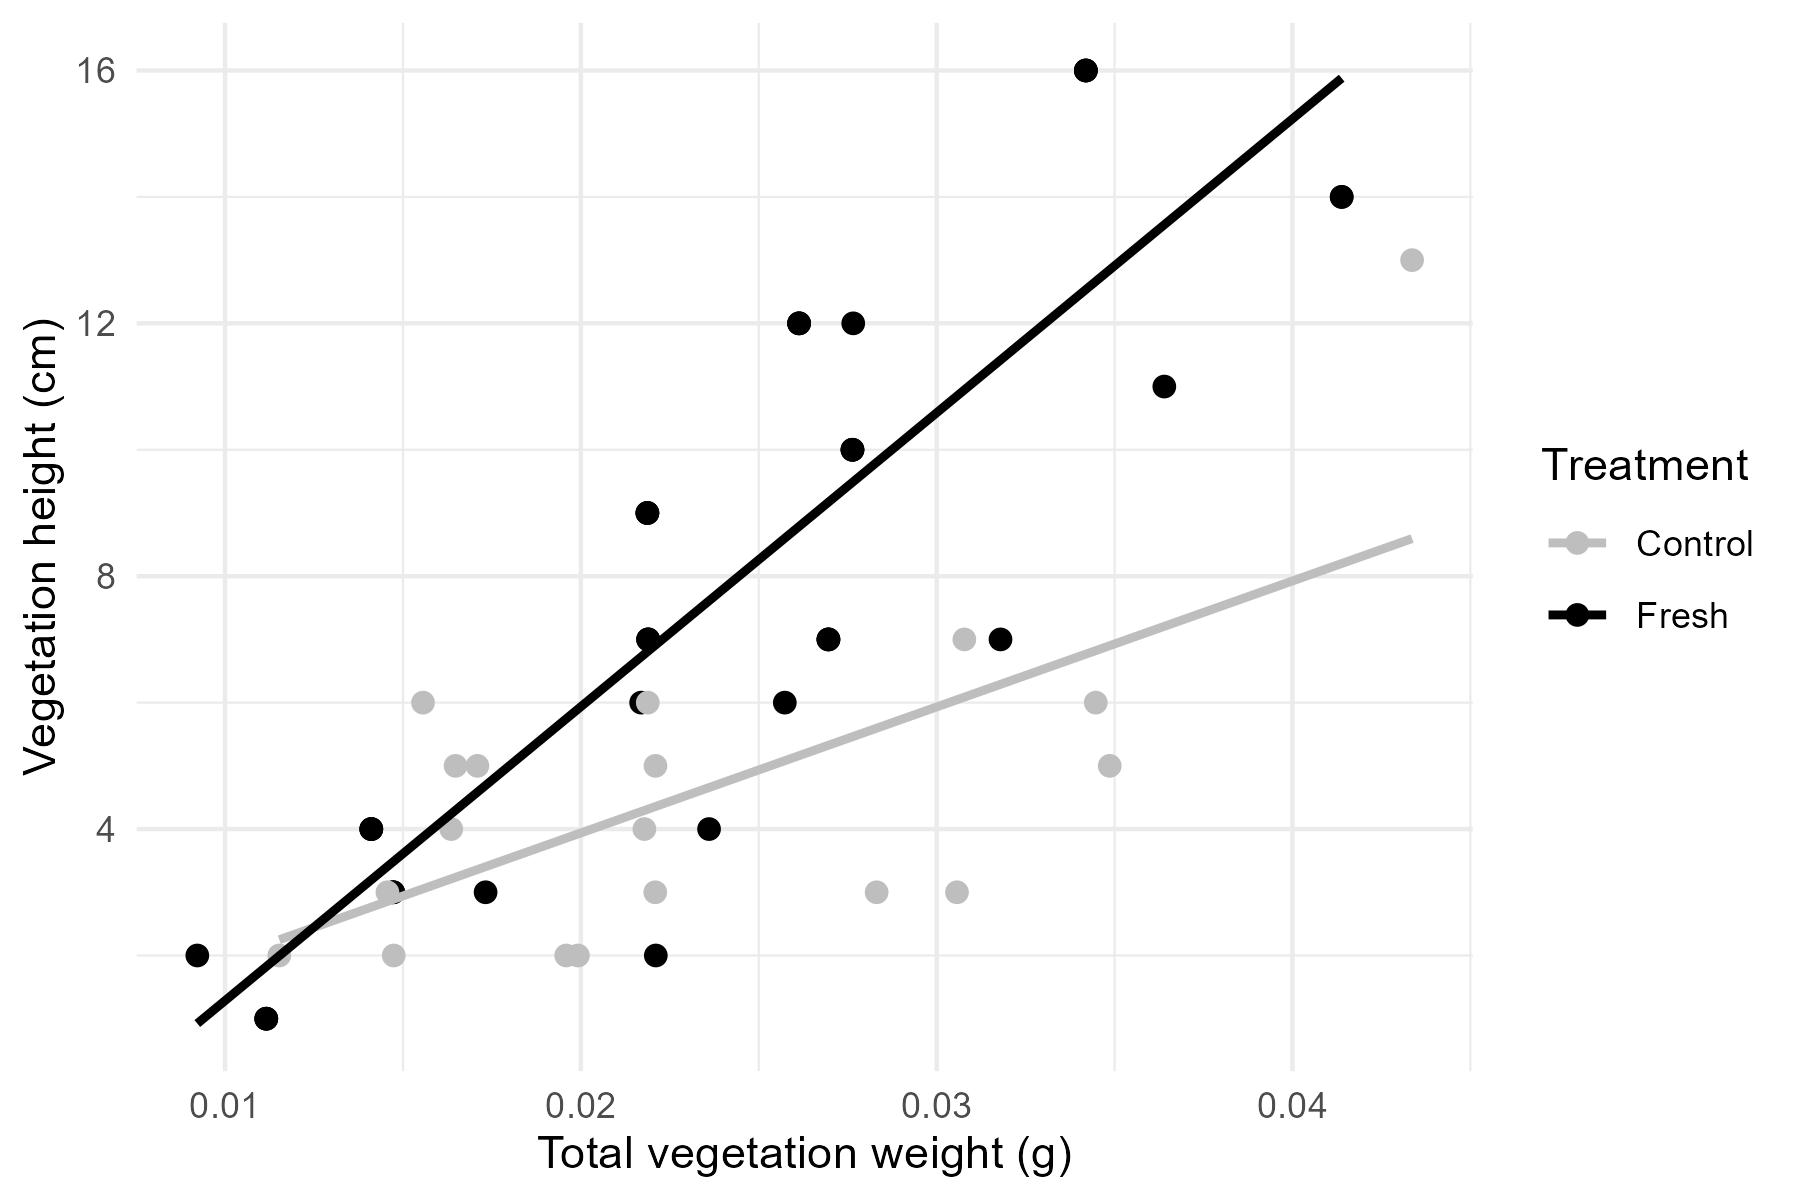 16
12
8
4
Vegetation height (cm)
0.01
0.02
0.03
0.04
Total vegetation weight (g)
Treatment
Control
Fresh